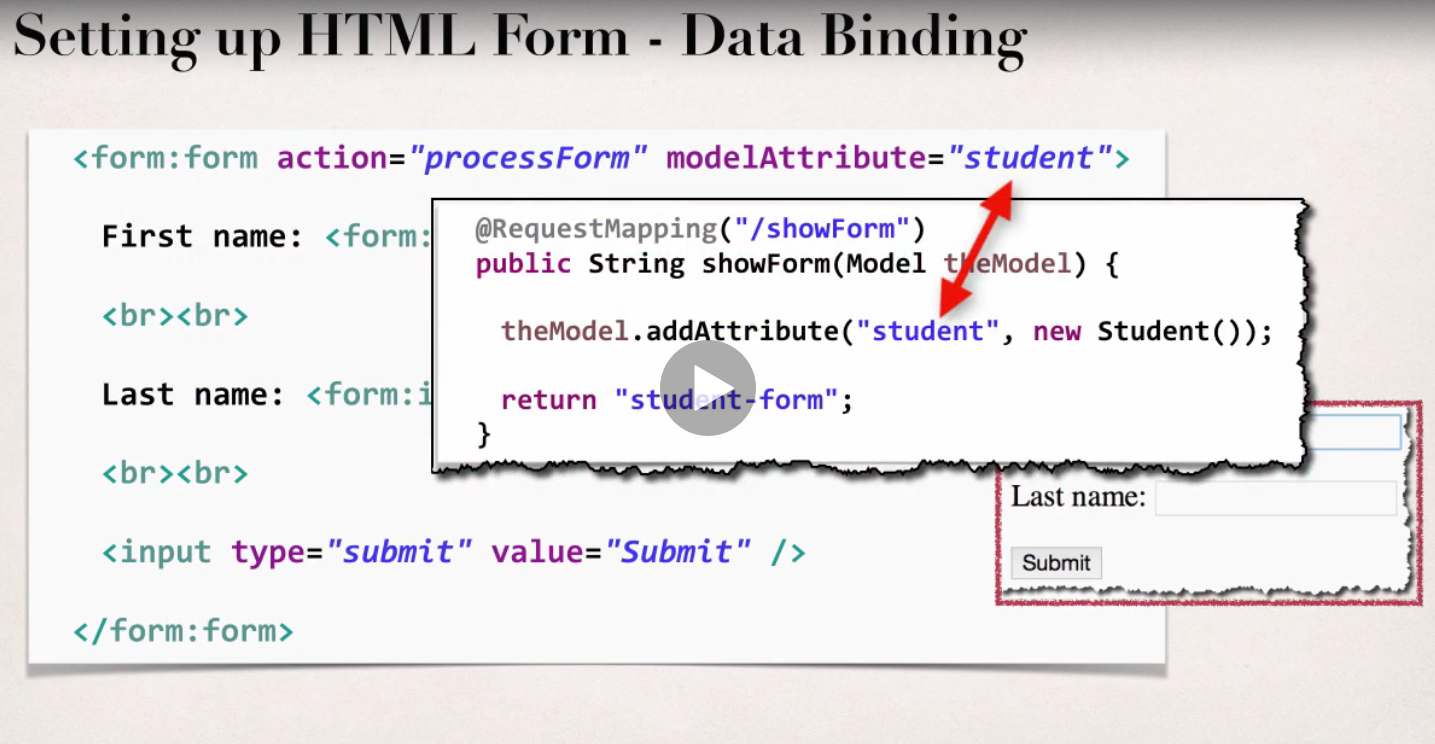 Setting up HTML Form - Data Binding
<form:form action="processForm" modelAttribute="student">
First name: <form:
<br><br>
Last name: <form:i
<br><br>
<input type="submit" value="Submit" />
</form:form>
@RequestMapping("/showForm")
public String showForm(Model theModel) {
theModel.addAttribute("student", new Student());
return "student-form";
}
Last name:
Submit